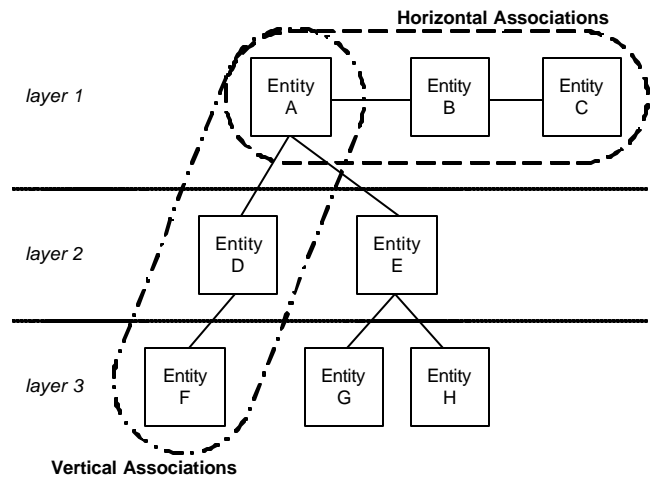 Horizontal Associations
layer 1
Entity
A
Entity
B
Entity
C
layer 2
Entity
D
Entity
E
layer 3
Entity
F
Entity
G
Entity
H
Vertical Associations